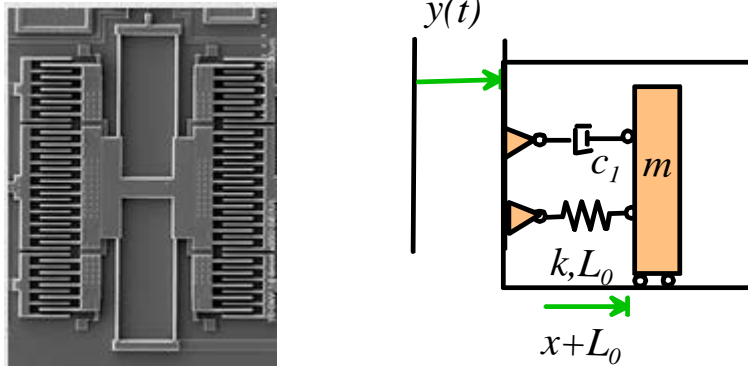 y(t)
c₁
m
k,L₀
x+L₀